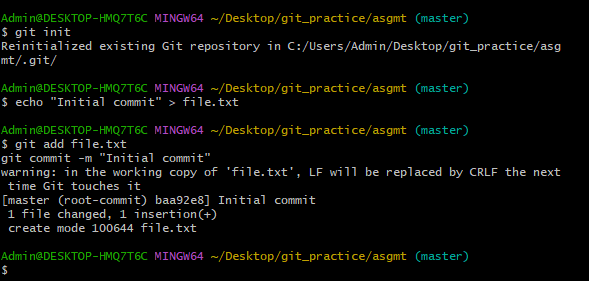 Admin@DESKTOP-HMQ7T6C MINGW64 ~/Desktop/git_practice/asgmt (master)
$ git init
Reinitialized existing Git repository in C:/Users/Admin/Desktop/git_practice/asg
mt/.git/
Admin@DESKTOP-HMQ7T6C MINGW64 ~/Desktop/git_practice/asgmt (master)
$ echo "Initial commit" > file.txt
Admin@DESKTOP-HMQ7T6C MINGW64 ~/Desktop/git_practice/asgmt (master)
$ git add file.txt
git commit -m "Initial commit"
warning: in the working copy of 'file.txt', LF will be replaced by CRLF the next
 time Git touches it
[master (root-commit) baa92e8] Initial commit
 1 file changed, 1 insertion(+)
 create mode 100644 file.txt
Admin@DESKTOP-HMQ7T6C MINGW64 ~/Desktop/git_practice/asgmt (master)
$